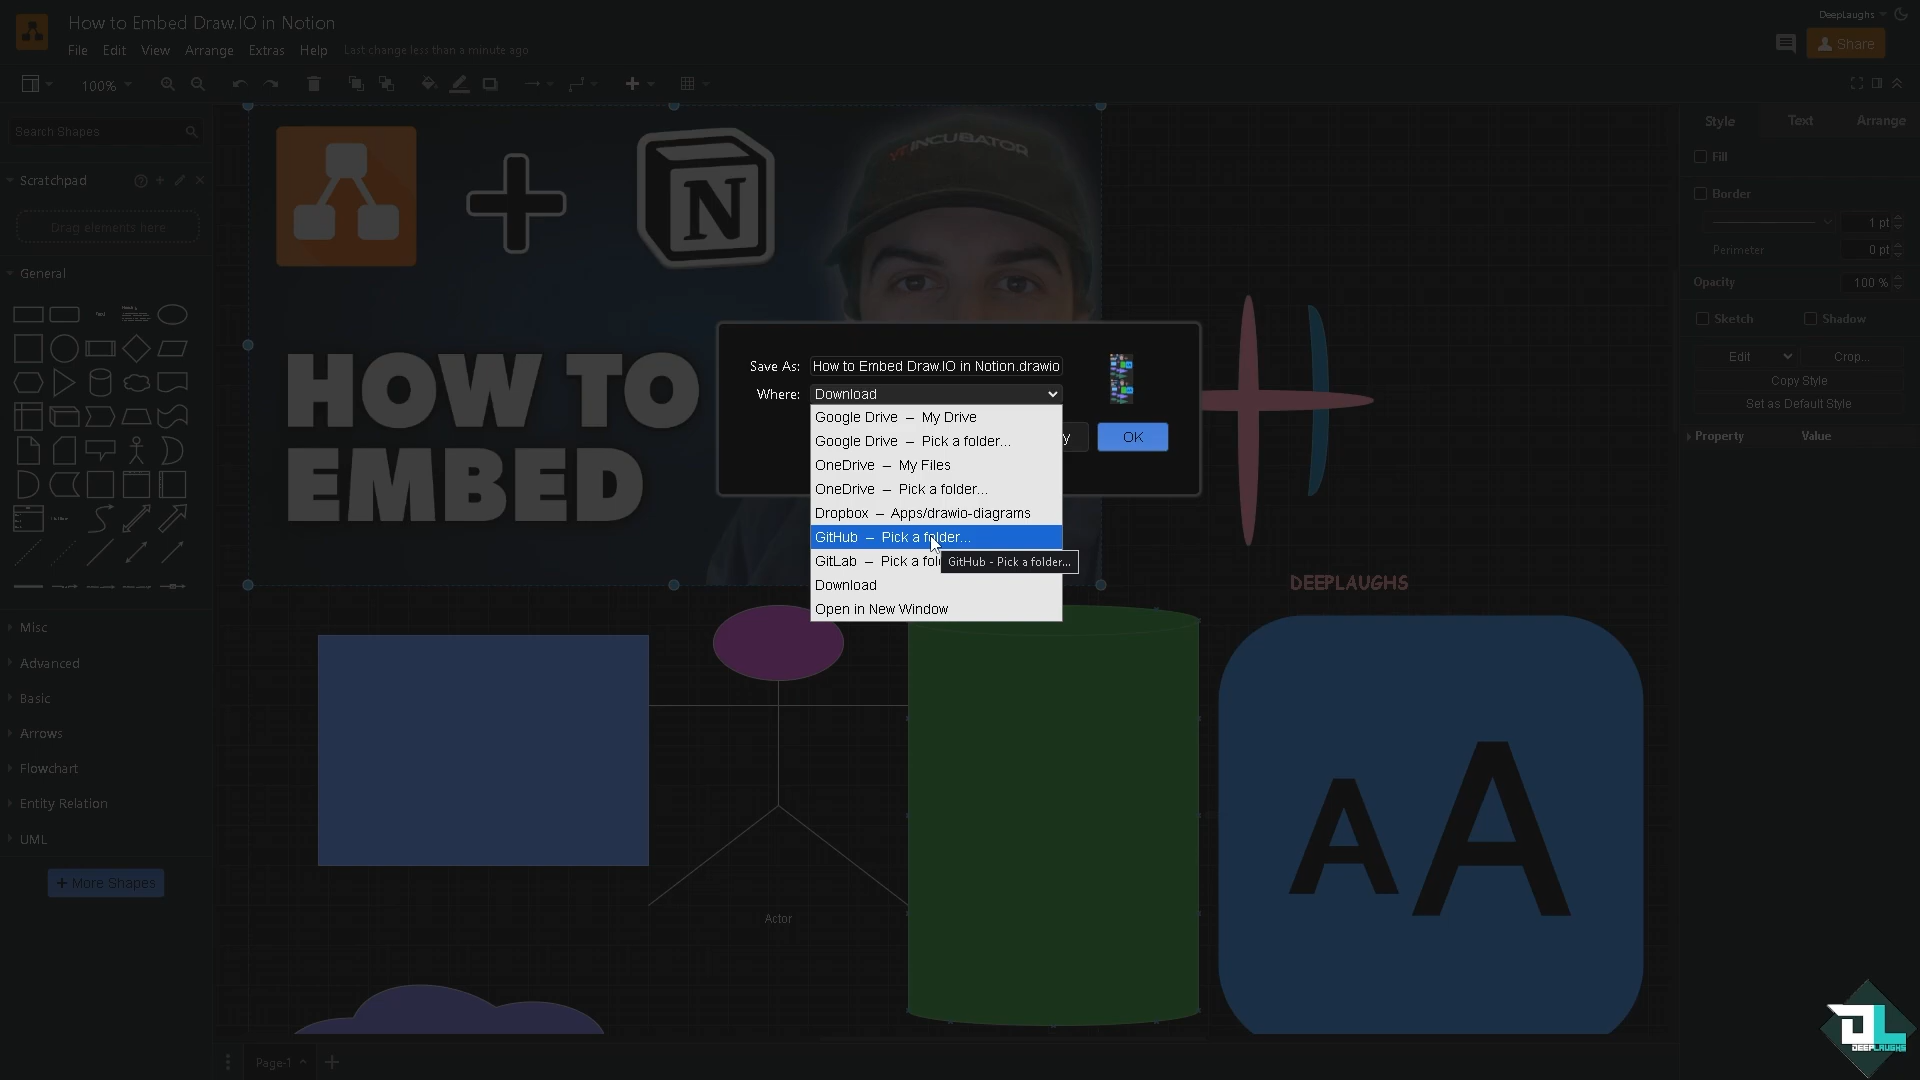 How to Embed Draw.IO in Notion
DeepLaughs
File Edit View Arrange Extras Help Last change less than a minute ago
Share
100%
Search Shapes
Scratchpad
Drag elements here
General
Text
Misc
Advanced
Basic
Arrows
Flowchart
Entity Relation
UML
+ More Shapes
YT INCUBATOR
N
HOW TO
EMBED
Save As: How to Embed Draw.IO in Notion.drawio
Where: Download
Google Drive – My Drive
Google Drive – Pick a folder...
OneDrive – My Files
OneDrive – Pick a folder...
Dropbox – Apps/drawio-diagrams
GitHub – Pick a folder...
GitLab – Pick a fol
GitHub - Pick a folder...
Download
Open in New Window
y
OK
DEEPLAUGHS
Actor
AA
Style Text Arrange
Fill
Border
1 pt
Perimeter 0 pt
Opacity 100 %
Sketch Shadow
Edit Crop...
Copy Style
Set as Default Style
Property Value
Page-1
DL
DEEPLAUGHS